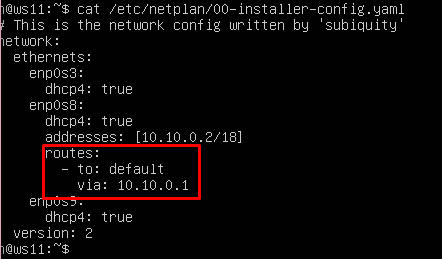 n@ws11:~$ cat /etc/netplan/00-installer-config.yaml
# This is the network config written by 'subiquity'
network:
  ethernets:
    enp0s3:
      dhcp4: true
    enp0s8:
      dhcp4: true
      addresses: [10.10.0.2/18]
      routes:
        - to: default
          via: 10.10.0.1
    enp0s9:
      dhcp4: true
  version: 2
n@ws11:~$